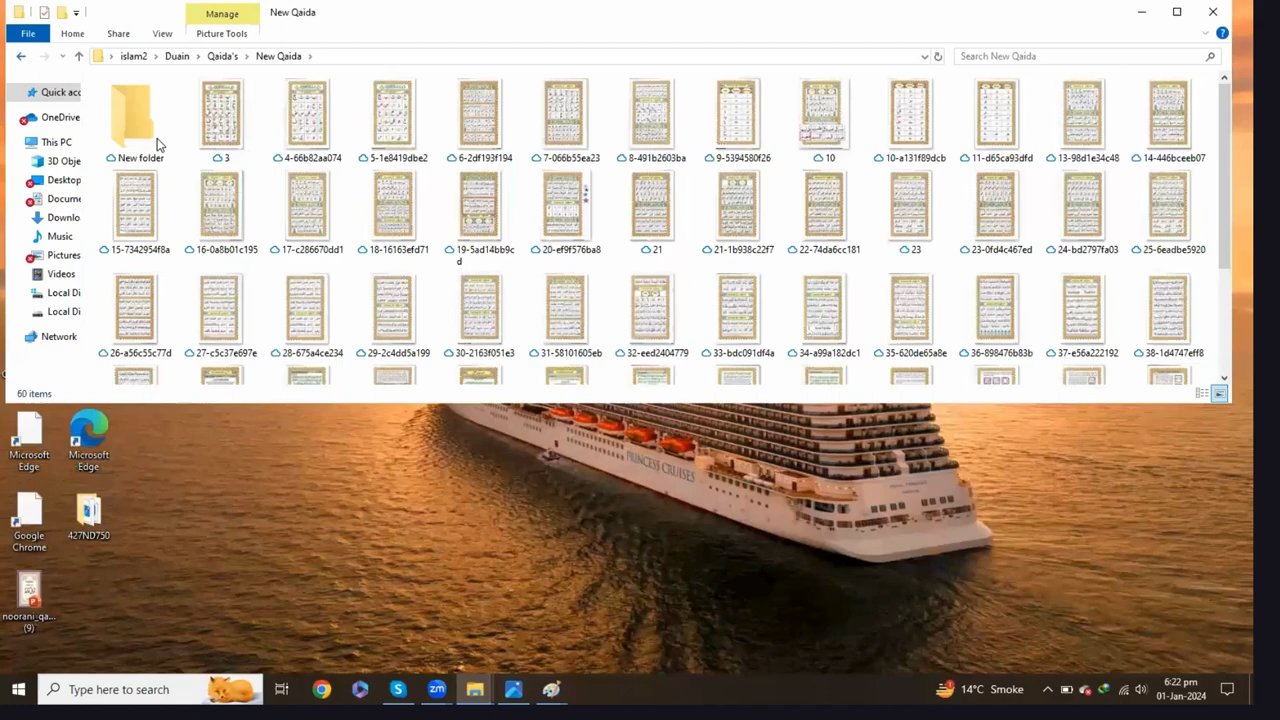 Manage
New Qaida
File
Home
Share
View
Picture Tools
islam2
Duain
Qaida's
New Qaida
Search New Qaida
Quick acc
OneDrive
This PC
3D Obje
Desktop
Docume
Downlo
Music
Pictures
Videos
Local Di
Local Di
Network
New folder
3
4-66b82aa074
5-1e8419dbe2
6-2df193f194
7-066b55ea23
8-491b2603ba
9-5394580f26
10
10-a131f89dcb
11-d65ca93dfd
13-98d1e34c48
14-446bceeb07
15-7342954f8a
16-0a8b01c195
17-c286670dd1
18-16163efd71
19-5ad14bb9c
d
20-ef9f576ba8
21
21-1b938c22f7
22-74da6cc181
23
23-0fd4c467ed
24-bd2797fa03
25-6eadbe5920
26-a56c55c77d
27-c5c37e697e
28-675a4ce234
29-2c4dd5a199
30-2163f051e3
31-58101605eb
32-eed2404779
33-bdc091df4a
34-a99a182dc1
35-620de65a8e
36-898476b83b
37-e56a222192
38-1d4747eff8
60 items
Microsoft
Edge
Microsoft
Edge
Google
Chrome
427ND750
noorani_qa...
(9)
PRINCESS CRUISES
Type here to search
14°C Smoke
6:22 pm
01-Jan-2024